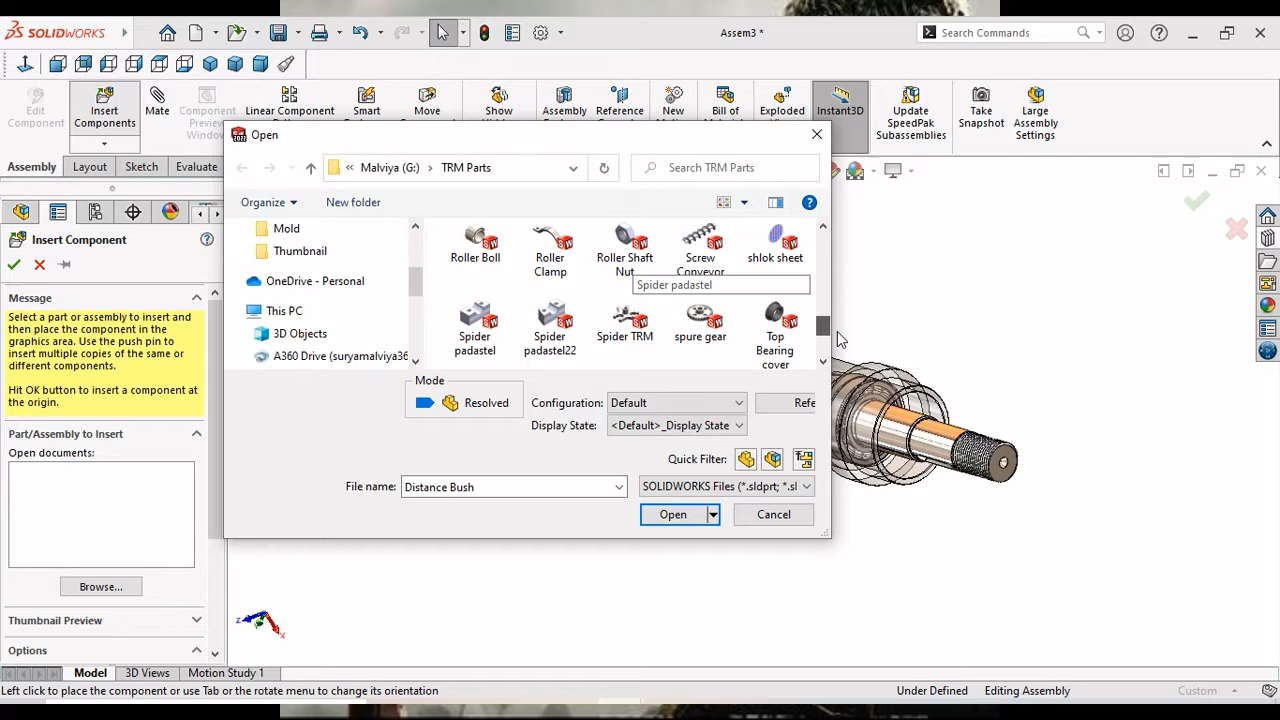 SOLIDWORKS
Assem3 *
Search Commands
Edit Component
Insert Components
Mate
Component Preview Window
Linear Component
Smart
Move
Show
Assembly
Reference
New
Bill of
Exploded
Instant3D
Update SpeedPak Subassemblies
Take Snapshot
Large Assembly Settings
Assembly
Layout
Sketch
Evaluate
Insert Component
Message
Select a part or assembly to insert and
then place the component in the
graphics area. Use the push pin to
insert multiple copies of the same or
different components.
Hit OK button to insert a component at
the origin.
Part/Assembly to Insert
Open documents:
Browse...
Thumbnail Preview
Options
Open
« Malviya (G:) > TRM Parts
Search TRM Parts
Organize
New folder
Mold
Thumbnail
OneDrive - Personal
This PC
3D Objects
A360 Drive (suryamalviya36
Roller Boll
Roller Clamp
Roller Shaft Nut
Screw Conveyor
shlok sheet
Spider padastel
Spider padastel
Spider padastel22
Spider TRM
spure gear
Top Bearing cover
Mode
Resolved
Configuration:
Default
Refe
Display State:
<Default>_Display State
Quick Filter:
File name:
Distance Bush
SOLIDWORKS Files (*.sldprt; *.sl
Open
Cancel
z
x
Model
3D Views
Motion Study 1
Left click to place the component or use Tab or the rotate menu to change its orientation
Under Defined
Editing Assembly
Custom